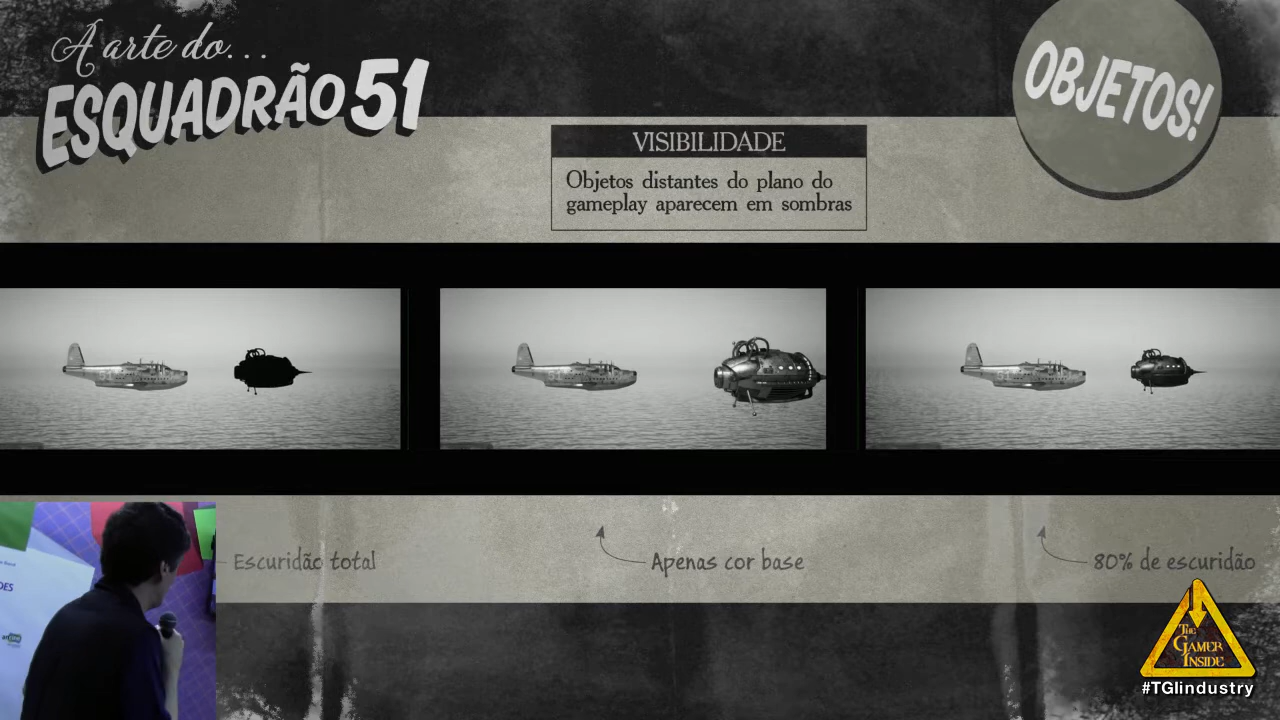 A arte do...
ESQUADRÃO 51
OBJETOS!
VISIBILIDADE
Objetos distantes do plano do
gameplay aparecem em sombras
Escuridão total
Apenas cor base
80% de escuridão
DES
THE
GAMER
INSIDE
#TGIindustry